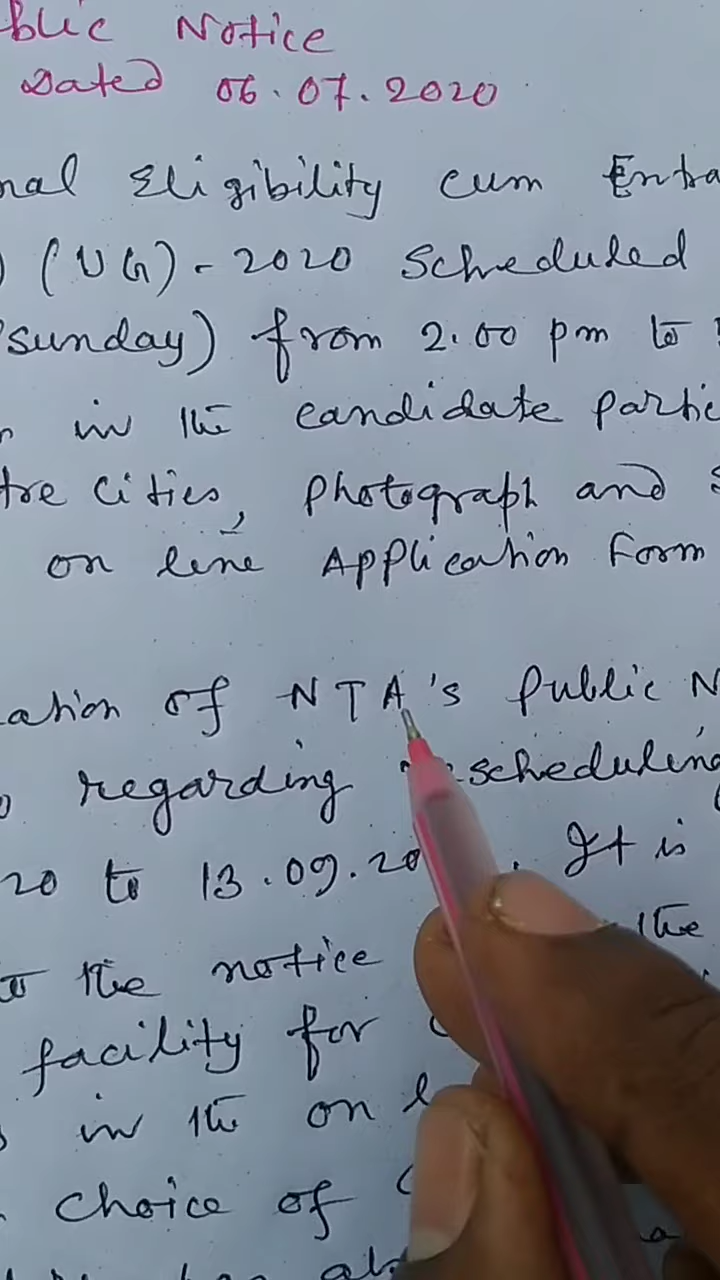 blic Notice
Dated 06.07.2020
nal Eligibility cum Entra
) (UG)-2020 Scheduled
(Sunday) from 2.00 pm to
in the candidate partic
tre Cities, Photograph and
on line Application Form
ation of NTA's Public N
regarding rescheduling
20 to 13.09.20 . It is
to the notice the
facility for
in the on l
choice of